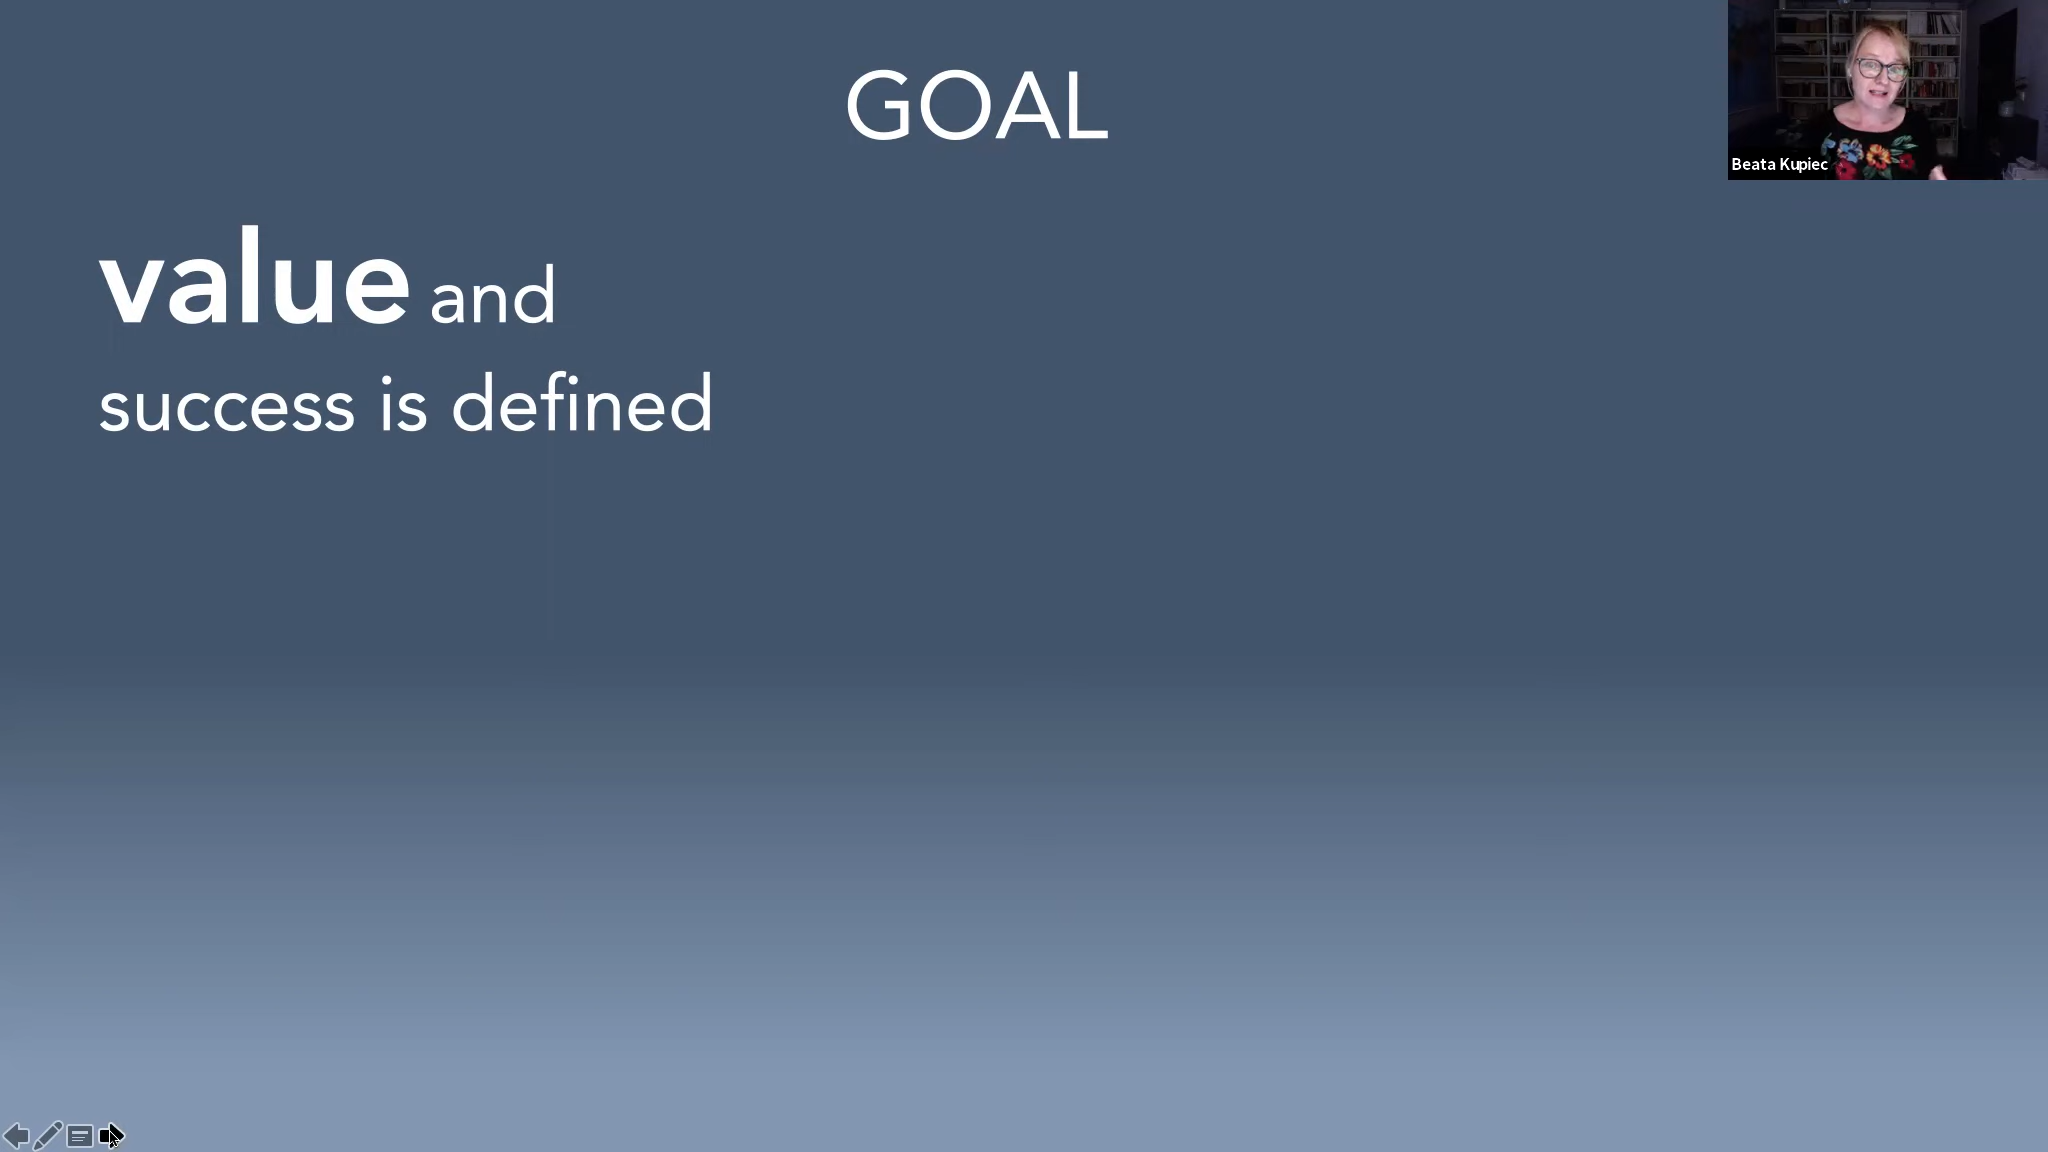 GOAL
Beata Kupiec
value and
success is defined